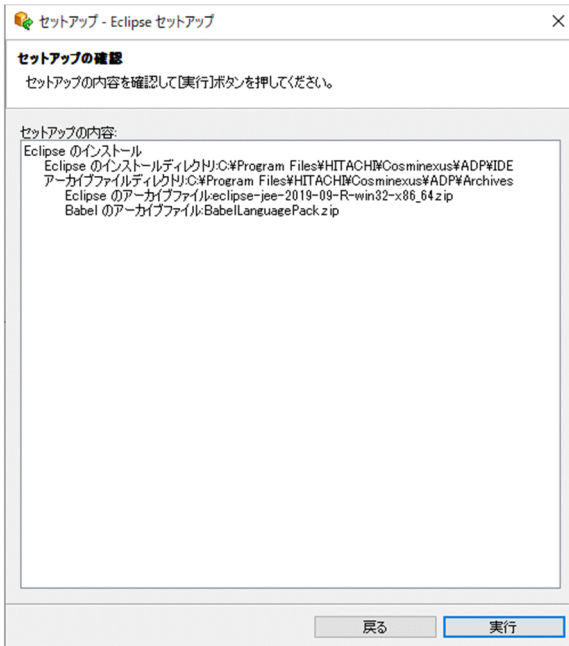 セットアップ - Eclipse セットアップ
セットアップの確認
セットアップの内容を確認して[実行]ボタンを押してください。
セットアップの内容:
Eclipse のインストール
Eclipse のインストールディレクトリ:C:¥Program Files¥HITACHI¥Cosminexus¥ADP¥IDE
アーカイブファイルディレクトリ:C:¥Program Files¥HITACHI¥Cosminexus¥ADP¥Archives
Eclipse のアーカイブファイル:eclipse-jee-2019-09-R-win32-x86_64.zip
Babel のアーカイブファイル:BabelLanguagePack.zip
戻る
実行